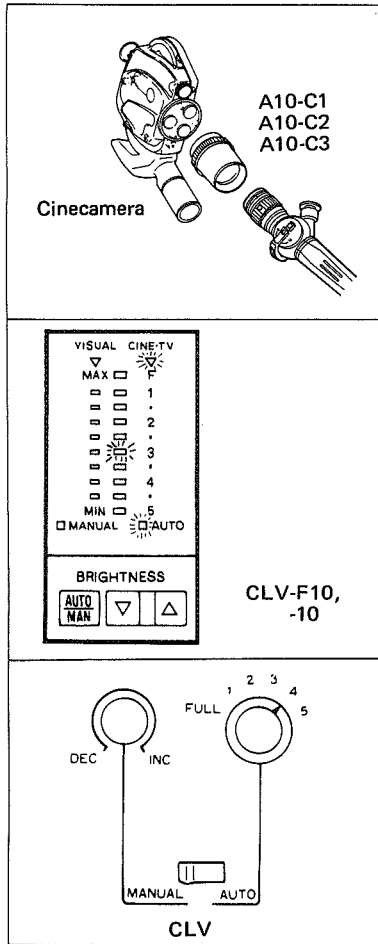 A10-C1
A10-C2
A10-C3
Cinecamera
VISUAL CINE·TV
MAX F
1
·
2
·
3
·
4
·
MIN 5
MANUAL AUTO
BRIGHTNESS
AUTO
MAN
CLV-F10,
-10
FULL 1 2 3 4 5
DEC INC
MANUAL AUTO
CLV